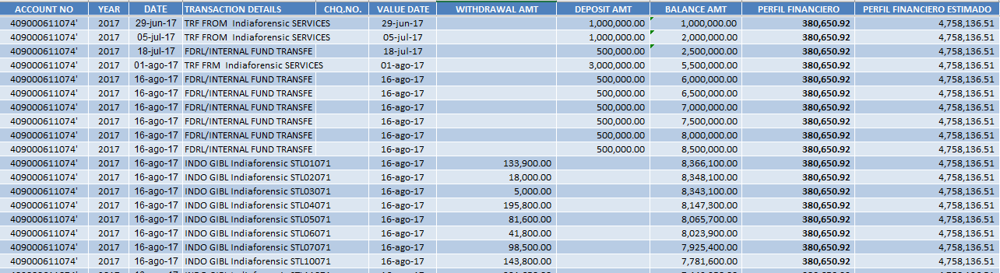 ACCOUNT NO YEAR DATE TRANSACTION DETAILS CHQ.NO. VALUE DATE WITHDRAWAL AMT DEPOSIT AMT BALANCE AMT PERFIL FINANCIERO PERFIL FINANCIERO ESTIMADO
409000611074' 2017 29-jun-17 TRF FROM Indiaforensic SERVICES 29-jun-17 1,000,000.00 1,000,000.00 380,650.92 4,758,136.51
409000611074' 2017 05-jul-17 TRF FROM Indiaforensic SERVICES 05-jul-17 1,000,000.00 2,000,000.00 380,650.92 4,758,136.51
409000611074' 2017 18-jul-17 FDRL/INTERNAL FUND TRANSFE 18-jul-17 500,000.00 2,500,000.00 380,650.92 4,758,136.51
409000611074' 2017 01-ago-17 TRF FRM Indiaforensic SERVICES 01-ago-17 3,000,000.00 5,500,000.00 380,650.92 4,758,136.51
409000611074' 2017 16-ago-17 FDRL/INTERNAL FUND TRANSFE 16-ago-17 500,000.00 6,000,000.00 380,650.92 4,758,136.51
409000611074' 2017 16-ago-17 FDRL/INTERNAL FUND TRANSFE 16-ago-17 500,000.00 6,500,000.00 380,650.92 4,758,136.51
409000611074' 2017 16-ago-17 FDRL/INTERNAL FUND TRANSFE 16-ago-17 500,000.00 7,000,000.00 380,650.92 4,758,136.51
409000611074' 2017 16-ago-17 FDRL/INTERNAL FUND TRANSFE 16-ago-17 500,000.00 7,500,000.00 380,650.92 4,758,136.51
409000611074' 2017 16-ago-17 FDRL/INTERNAL FUND TRANSFE 16-ago-17 500,000.00 8,000,000.00 380,650.92 4,758,136.51
409000611074' 2017 16-ago-17 FDRL/INTERNAL FUND TRANSFE 16-ago-17 500,000.00 8,500,000.00 380,650.92 4,758,136.51
409000611074' 2017 16-ago-17 INDO GIBL Indiaforensic STL01071 16-ago-17 133,900.00 8,366,100.00 380,650.92 4,758,136.51
409000611074' 2017 16-ago-17 INDO GIBL Indiaforensic STL02071 16-ago-17 18,000.00 8,348,100.00 380,650.92 4,758,136.51
409000611074' 2017 16-ago-17 INDO GIBL Indiaforensic STL03071 16-ago-17 5,000.00 8,343,100.00 380,650.92 4,758,136.51
409000611074' 2017 16-ago-17 INDO GIBL Indiaforensic STL04071 16-ago-17 195,800.00 8,147,300.00 380,650.92 4,758,136.51
409000611074' 2017 16-ago-17 INDO GIBL Indiaforensic STL05071 16-ago-17 81,600.00 8,065,700.00 380,650.92 4,758,136.51
409000611074' 2017 16-ago-17 INDO GIBL Indiaforensic STL06071 16-ago-17 41,800.00 8,023,900.00 380,650.92 4,758,136.51
409000611074' 2017 16-ago-17 INDO GIBL Indiaforensic STL07071 16-ago-17 98,500.00 7,925,400.00 380,650.92 4,758,136.51
409000611074' 2017 16-ago-17 INDO GIBL Indiaforensic STL10071 16-ago-17 143,800.00 7,781,600.00 380,650.92 4,758,136.51